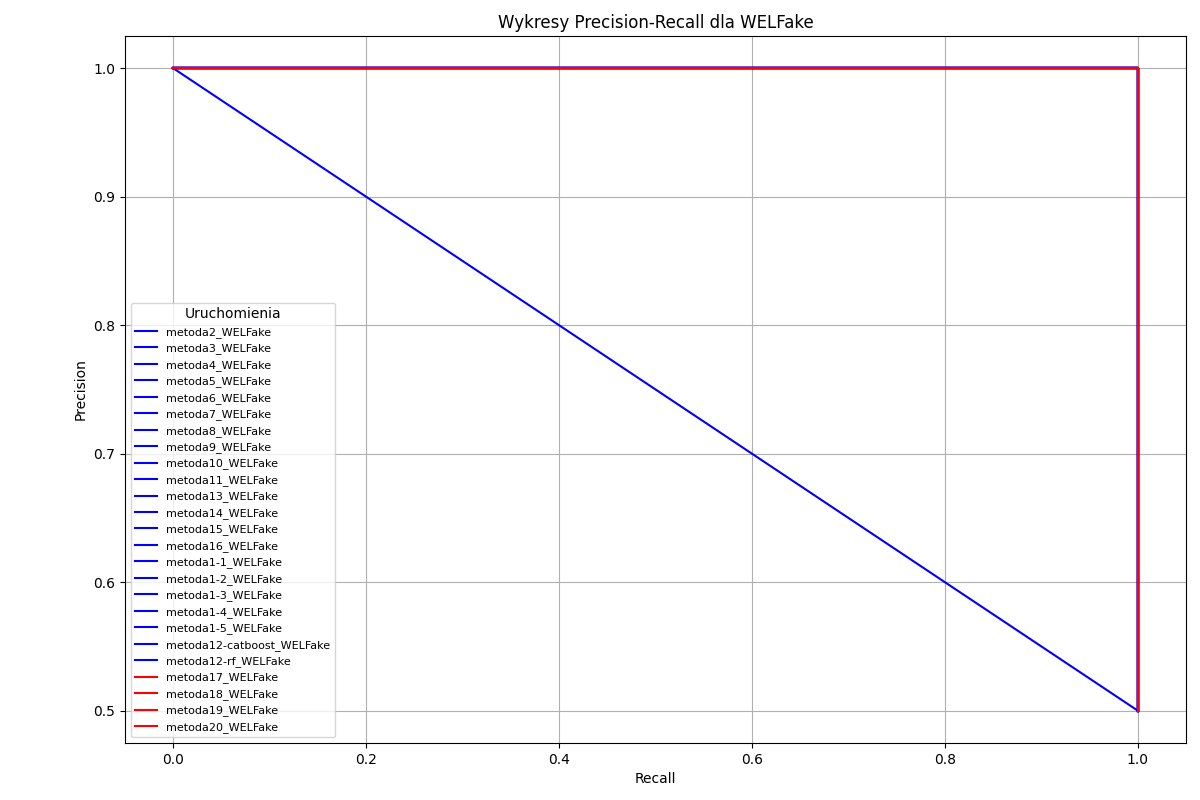 Wykresy Precision-Recall dla WELFake
1.0
0.9
0.8
0.7
0.6
0.5
Precision
Uruchomienia
metoda2_WELFake
metoda3_WELFake
metoda4_WELFake
metoda5_WELFake
metoda6_WELFake
metoda7_WELFake
metoda8_WELFake
metoda9_WELFake
metoda10_WELFake
metoda11_WELFake
metoda13_WELFake
metoda14_WELFake
metoda15_WELFake
metoda16_WELFake
metoda1-1_WELFake
metoda1-2_WELFake
metoda1-3_WELFake
metoda1-4_WELFake
metoda1-5_WELFake
metoda12-catboost_WELFake
metoda12-rf_WELFake
metoda17_WELFake
metoda18_WELFake
metoda19_WELFake
metoda20_WELFake
0.0 0.2 0.4 0.6 0.8 1.0
Recall